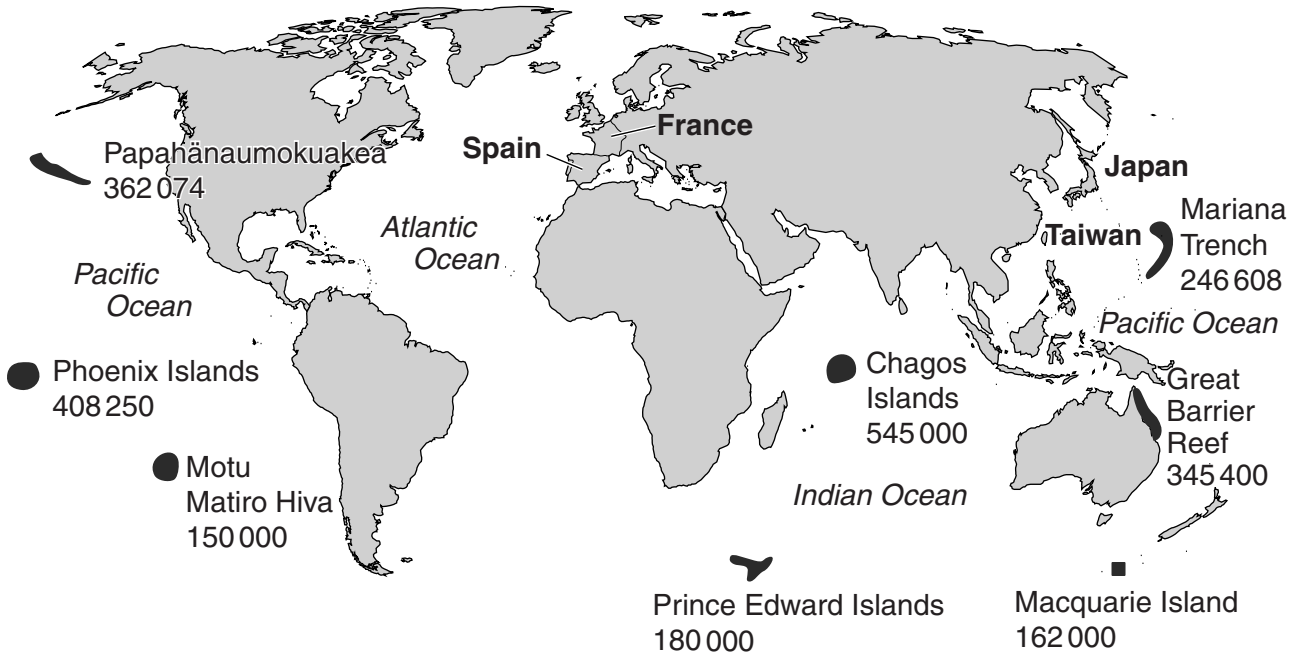 France
Spain
Papahänaumokuakea
362 074
Japan
Mariana
Trench
246 608
Taiwan
Atlantic
Ocean
Pacific
Ocean
Pacific Ocean
Phoenix Islands
408 250
Chagos
Islands
545 000
Great
Barrier
Reef
345 400
Motu
Matiro Hiva
150 000
Indian Ocean
Prince Edward Islands
180 000
Macquarie Island
162 000